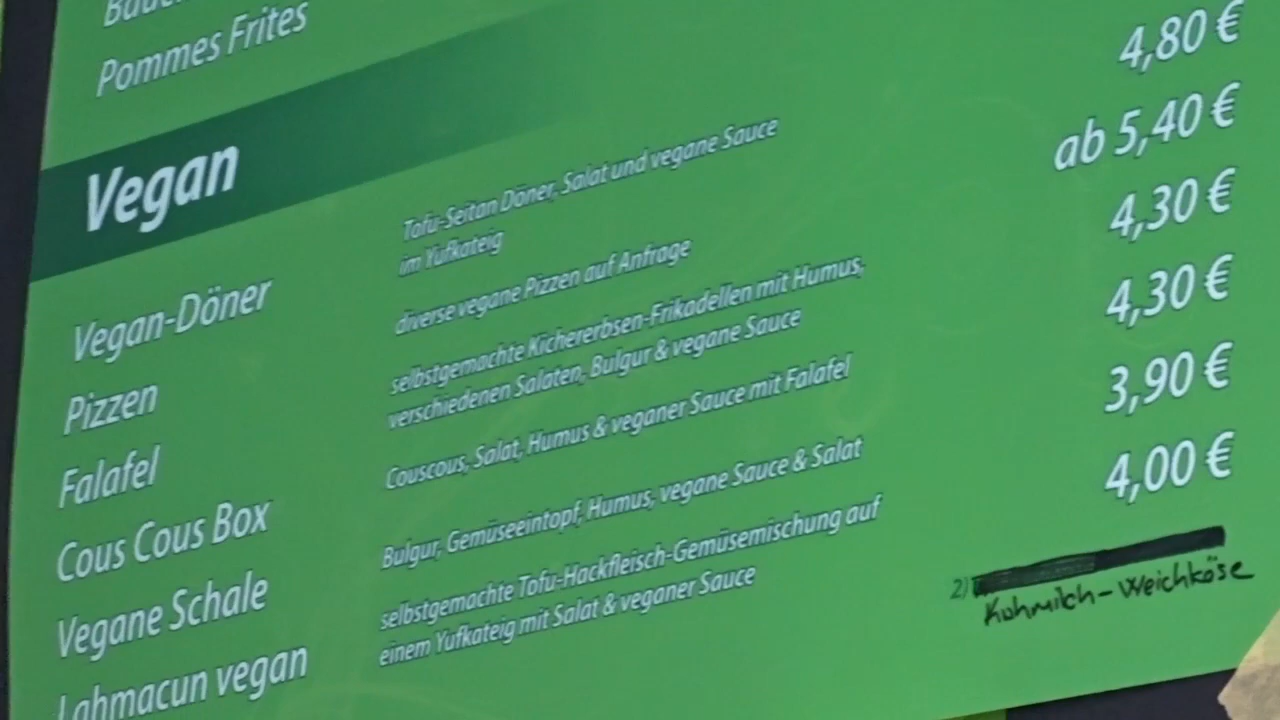 Pommes Frites
Vegan
Vegan-Döner
Tofu-Seitan Döner, Salat und vegane Sauce
im Yufkateig
4,80 €
Pizzen
diverse vegane Pizzen auf Anfrage
ab 5,40 €
Falafel
selbstgemachte Kichererbsen-Frikadellen mit Humus,
verschiedenen Salaten, Bulgur & vegane Sauce
4,30 €
Cous Cous Box
Couscous, Salat, Humus & veganer Sauce mit Falafel
4,30 €
Vegane Schale
Bulgur, Gemüseeintopf, Humus, vegane Sauce & Salat
3,90 €
Lahmacun vegan
selbstgemachte Tofu-Hackfleisch-Gemüsemischung auf
einem Yufkateig mit Salat & veganer Sauce
4,00 €
2)
Kuhmilch-Weichkäse